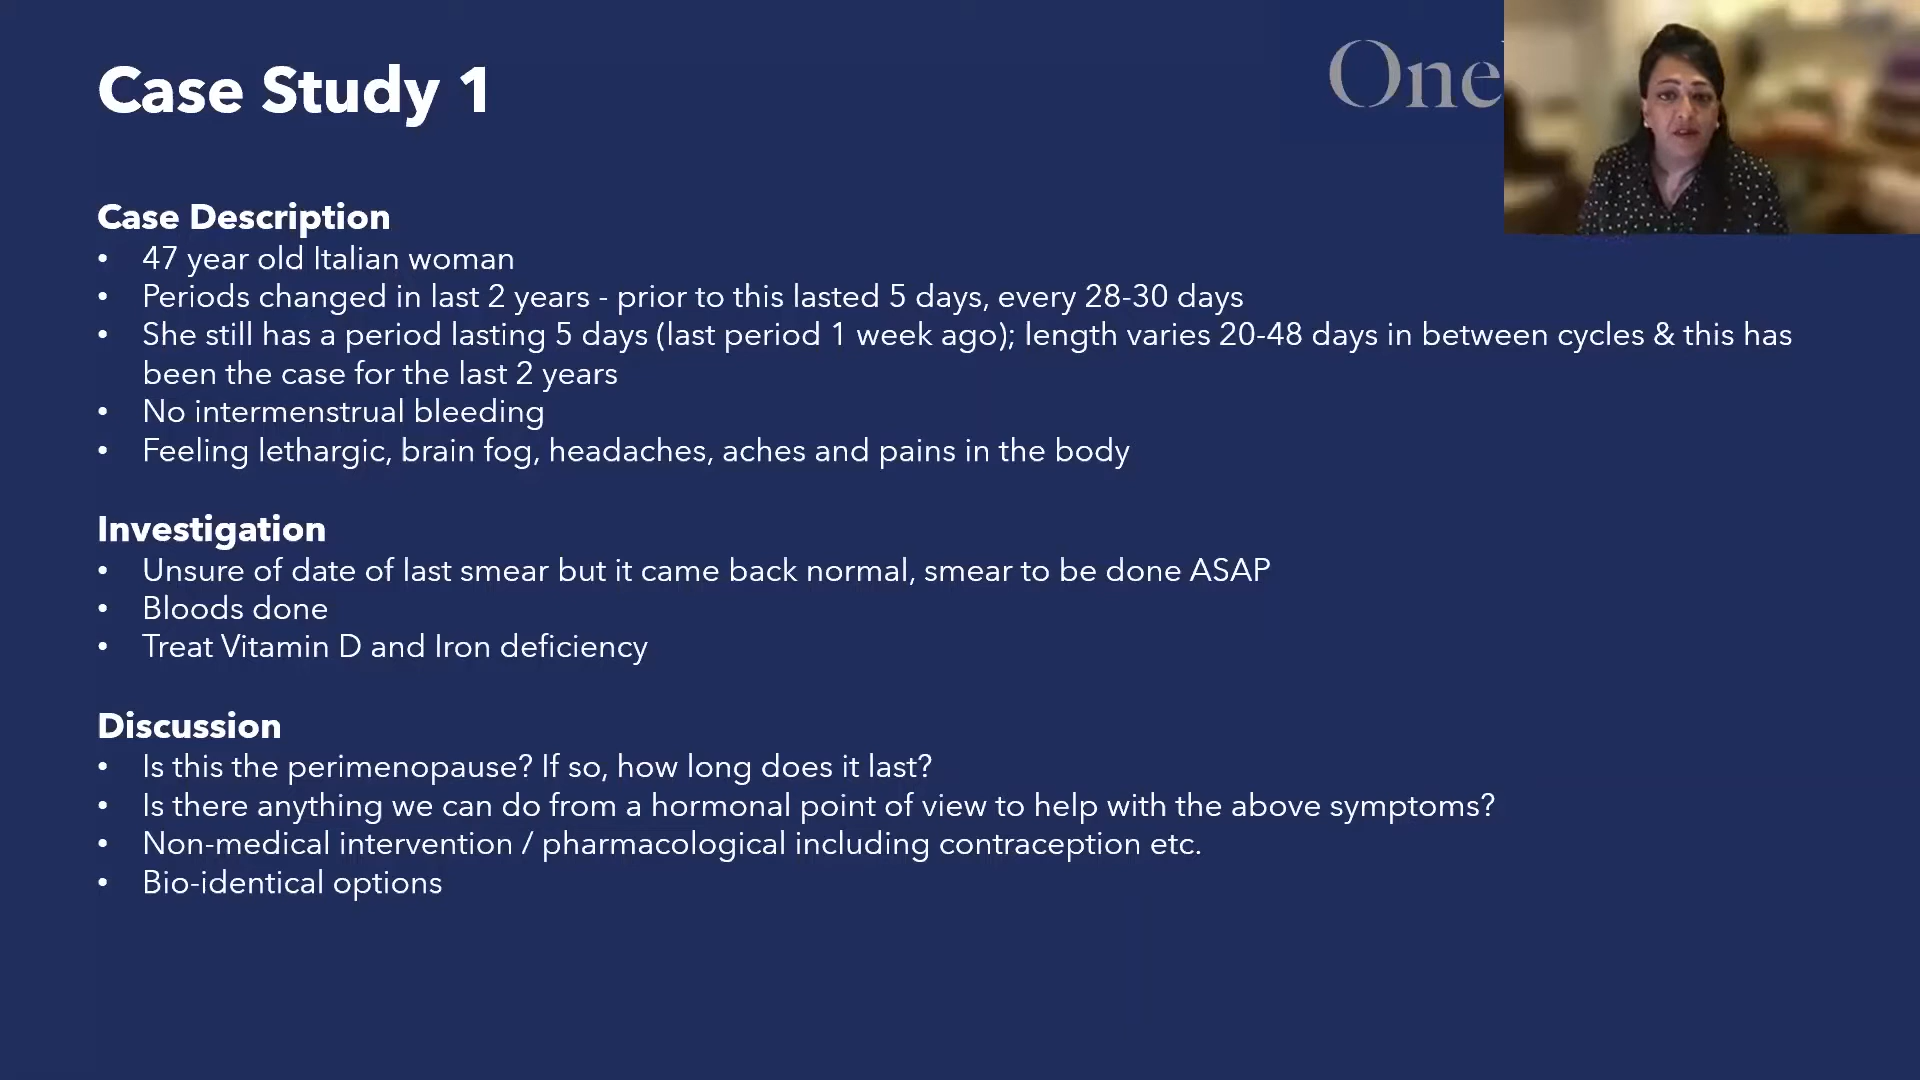 Case Study 1
One
Case Description
• 47 year old Italian woman
• Periods changed in last 2 years - prior to this lasted 5 days, every 28-30 days
• She still has a period lasting 5 days (last period 1 week ago); length varies 20-48 days in between cycles & this has
been the case for the last 2 years
• No intermenstrual bleeding
• Feeling lethargic, brain fog, headaches, aches and pains in the body
Investigation
• Unsure of date of last smear but it came back normal, smear to be done ASAP
• Bloods done
• Treat Vitamin D and Iron deficiency
Discussion
• Is this the perimenopause? If so, how long does it last?
• Is there anything we can do from a hormonal point of view to help with the above symptoms?
• Non-medical intervention / pharmacological including contraception etc.
• Bio-identical options